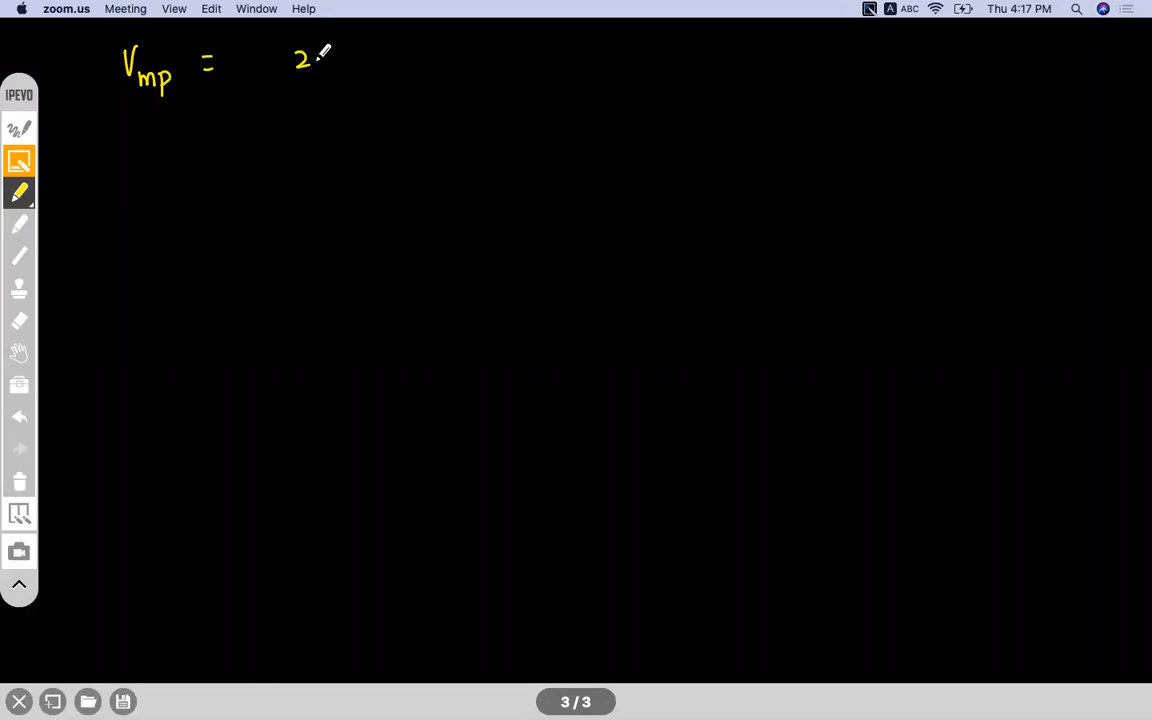 zoom.us Meeting View Edit Window Help A ABC Thu 4:17 PM
Vmp = 2
IPEVO
3 / 3